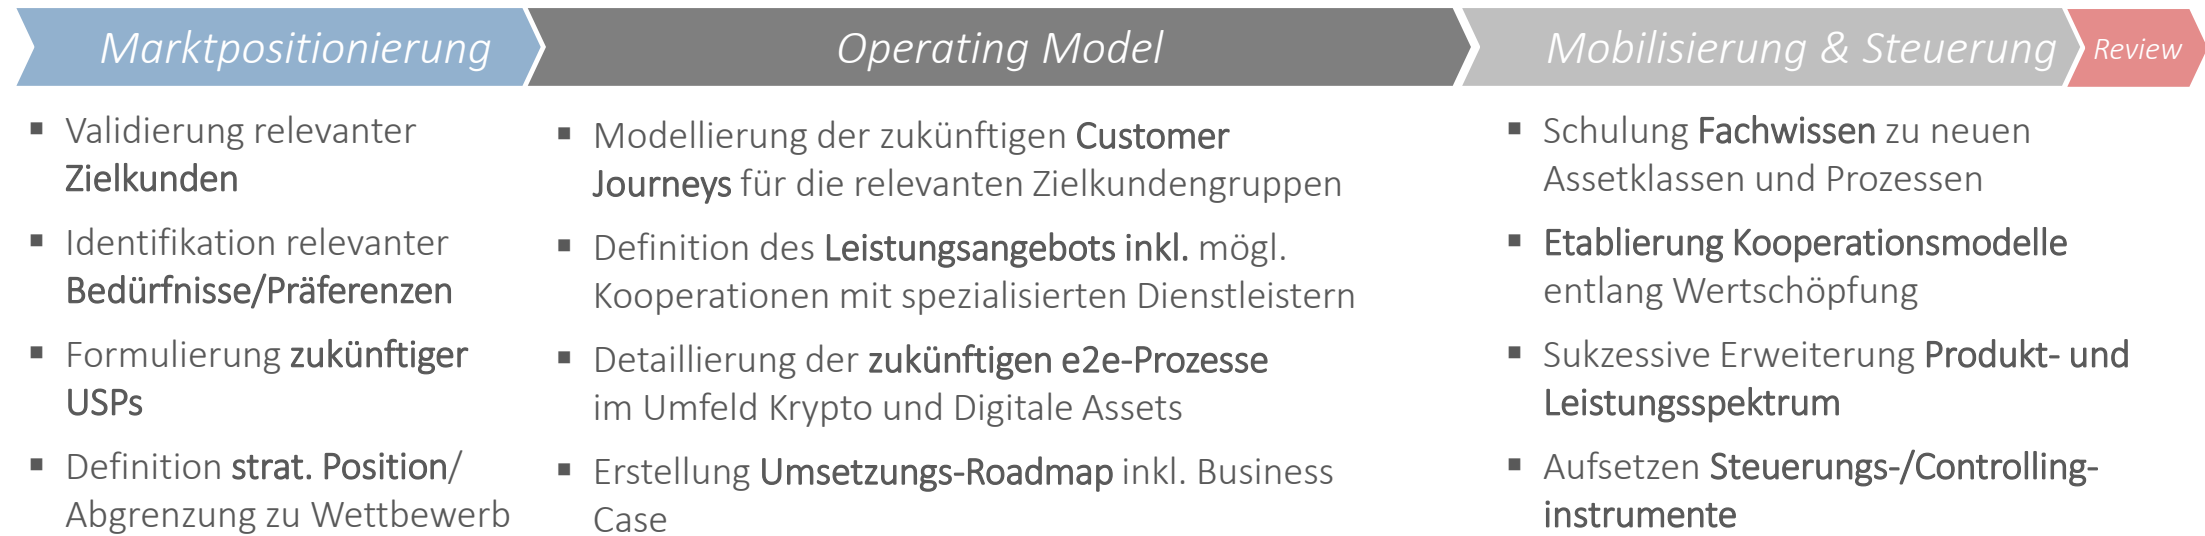 Marktpositionierung
Operating Model
Mobilisierung & Steuerung
Review
▪ Validierung relevanter
Zielkunden
▪ Identifikation relevanter
Bedürfnisse/Präferenzen
▪ Formulierung zukünftiger
USPs
▪ Definition strat. Position/
Abgrenzung zu Wettbewerb
▪ Modellierung der zukünftigen Customer
Journeys für die relevanten Zielkundengruppen
▪ Definition des Leistungsangebots inkl. mögl.
Kooperationen mit spezialisierten Dienstleistern
▪ Detaillierung der zukünftigen e2e-Prozesse
im Umfeld Krypto und Digitale Assets
▪ Erstellung Umsetzungs-Roadmap inkl. Business
Case
▪ Schulung Fachwissen zu neuen
Assetklassen und Prozessen
▪ Etablierung Kooperationsmodelle
entlang Wertschöpfung
▪ Sukzessive Erweiterung Produkt- und
Leistungsspektrum
▪ Aufsetzen Steuerungs-/Controlling-
instrumente